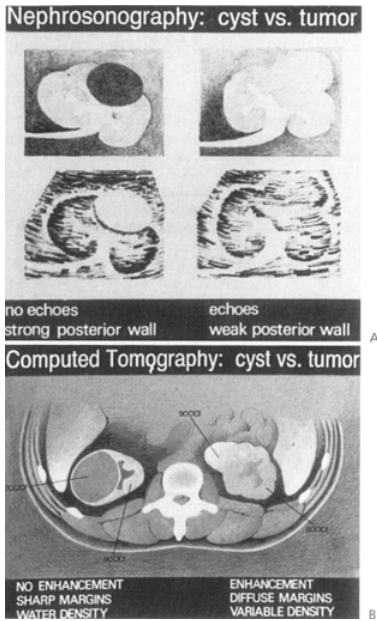 Nephrosonography: cyst vs. tumor
no echoes
strong posterior wall
echoes
weak posterior wall
A
Computed Tomography: cyst vs. tumor
NO ENHANCEMENT
SHARP MARGINS
WATER DENSITY
ENHANCEMENT
DIFFUSE MARGINS
VARIABLE DENSITY
B